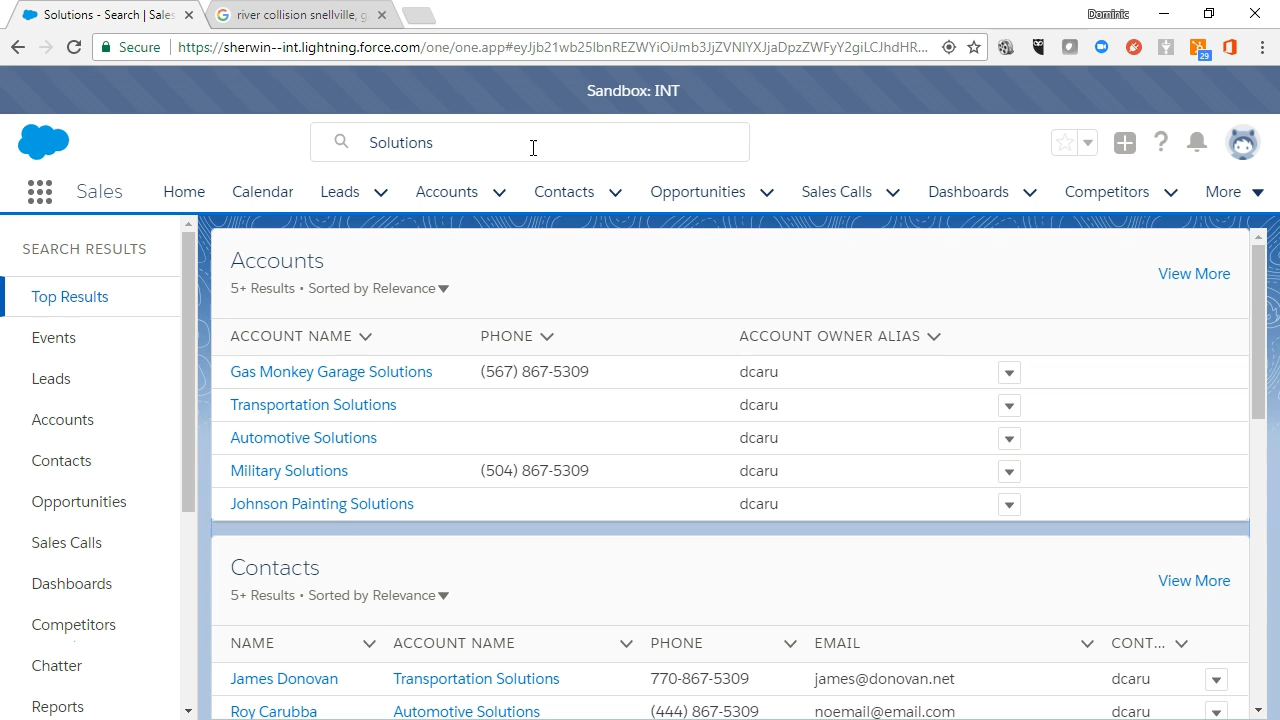 Solutions - Search | Sales
river collision snellville, g
Dominic
Secure
https://sherwin--int.lightning.force.com/one/one.app#eyJjb21wb25lbnREZWYiOiJmb3JjZVNlYXJjaDpzZWFyY2giLCJhdHR...
29
Sandbox: INT
Solutions
Sales
Home
Calendar
Leads
Accounts
Contacts
Opportunities
Sales Calls
Dashboards
Competitors
More
SEARCH RESULTS
Top Results
Events
Leads
Accounts
Contacts
Opportunities
Sales Calls
Dashboards
Competitors
Chatter
Reports
Accounts
5+ Results • Sorted by Relevance
View More
ACCOUNT NAME PHONE ACCOUNT OWNER ALIAS
Gas Monkey Garage Solutions (567) 867-5309 dcaru
Transportation Solutions dcaru
Automotive Solutions dcaru
Military Solutions (504) 867-5309 dcaru
Johnson Painting Solutions dcaru
Contacts
5+ Results • Sorted by Relevance
View More
NAME ACCOUNT NAME PHONE EMAIL CONT...
James Donovan Transportation Solutions 770-867-5309 james@donovan.net dcaru
Roy Carubba Automotive Solutions (444) 867-5309 noemail@email.com dcaru